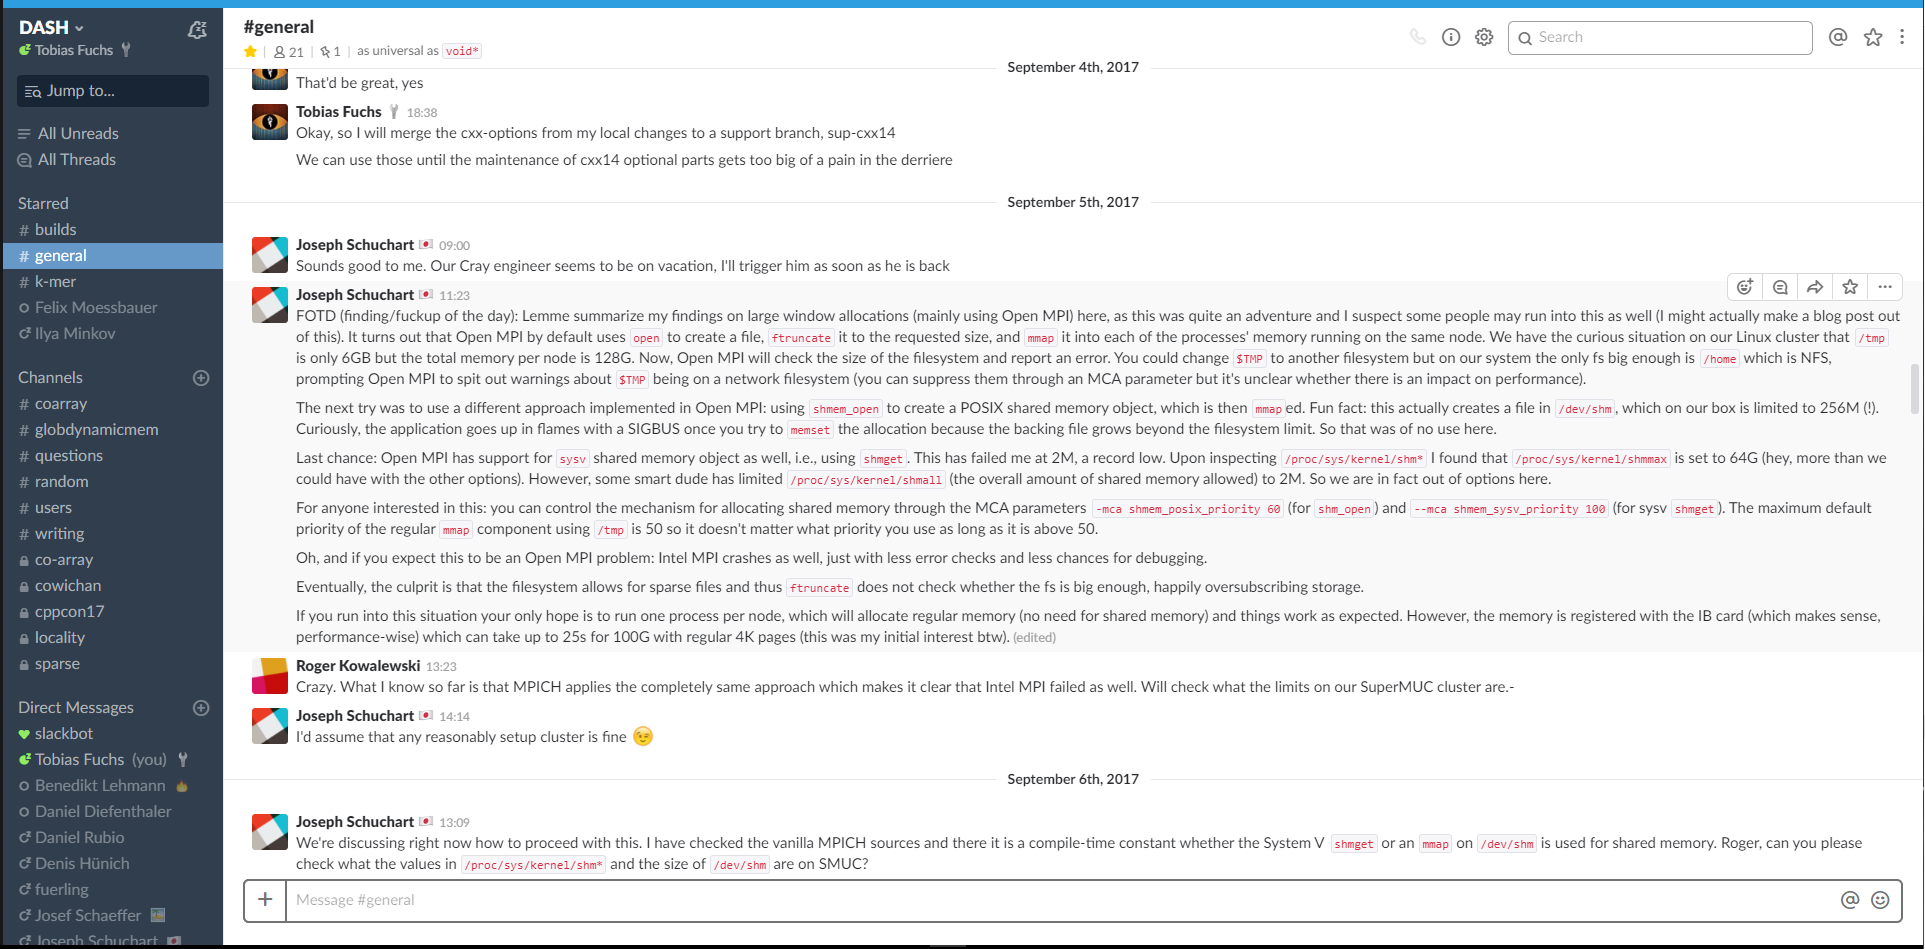 DASH
Tobias Fuchs
Jump to...
All Unreads
All Threads
Starred
# builds
# general
# k-mer
Felix Moessbauer
Ilya Minkov
Channels
# coarray
# globdynamicmem
# questions
# random
# users
# writing
co-array
cowichan
cppcon17
locality
sparse
Direct Messages
slackbot
Tobias Fuchs (you)
Benedikt Lehmann
Daniel Diefenthaler
Daniel Rubio
Denis Hünich
fuerling
Josef Schaeffer
Joseph Schuchart
#general
21 | 1 | as universal as void*
Search
September 4th, 2017
That'd be great, yes
Tobias Fuchs 18:38
Okay, so I will merge the cxx-options from my local changes to a support branch, sup-cxx14
We can use those until the maintenance of cxx14 optional parts gets too big of a pain in the derriere
September 5th, 2017
Joseph Schuchart 09:00
Sounds good to me. Our Cray engineer seems to be on vacation, I'll trigger him as soon as he is back
Joseph Schuchart 11:23
FOTD (finding/fuckup of the day): Lemme summarize my findings on large window allocations (mainly using Open MPI) here, as this was quite an adventure and I suspect some people may run into this as well (I might actually make a blog post out
of this). It turns out that Open MPI by default uses open to create a file, ftruncate it to the requested size, and mmap it into each of the processes' memory running on the same node. We have the curious situation on our Linux cluster that /tmp
is only 6GB but the total memory per node is 128G. Now, Open MPI will check the size of the filesystem and report an error. You could change $TMP to another filesystem but on our system the only fs big enough is /home which is NFS,
prompting Open MPI to spit out warnings about $TMP being on a network filesystem (you can suppress them through an MCA parameter but it's unclear whether there is an impact on performance).
The next try was to use a different approach implemented in Open MPI: using shmem_open to create a POSIX shared memory object, which is then mmaped. Fun fact: this actually creates a file in /dev/shm, which on our box is limited to 256M (!).
Curiously, the application goes up in flames with a SIGBUS once you try to memset the allocation because the backing file grows beyond the filesystem limit. So that was of no use here.
Last chance: Open MPI has support for sysv shared memory object as well, i.e., using shmget. This has failed me at 2M, a record low. Upon inspecting /proc/sys/kernel/shm* I found that /proc/sys/kernel/shmmax is set to 64G (hey, more than we
could have with the other options). However, some smart dude has limited /proc/sys/kernel/shmall (the overall amount of shared memory allowed) to 2M. So we are in fact out of options here.
For anyone interested in this: you can control the mechanism for allocating shared memory through the MCA parameters -mca shmem_posix_priority 60 (for shm_open) and --mca shmem_sysv_priority 100 (for sysv shmget). The maximum default
priority of the regular mmap component using /tmp is 50 so it doesn't matter what priority you use as long as it is above 50.
Oh, and if you expect this to be an Open MPI problem: Intel MPI crashes as well, just with less error checks and less chances for debugging.
Eventually, the culprit is that the filesystem allows for sparse files and thus ftruncate does not check whether the fs is big enough, happily oversubscribing storage.
If you run into this situation your only hope is to run one process per node, which will allocate regular memory (no need for shared memory) and things work as expected. However, the memory is registered with the IB card (which makes sense,
performance-wise) which can take up to 25s for 100G with regular 4K pages (this was my initial interest btw). (edited)
Roger Kowalewski 13:23
Crazy. What I know so far is that MPICH applies the completely same approach which makes it clear that Intel MPI failed as well. Will check what the limits on our SuperMUC cluster are.-
Joseph Schuchart 14:14
I'd assume that any reasonably setup cluster is fine 😉
September 6th, 2017
Joseph Schuchart 13:09
We're discussing right now how to proceed with this. I have checked the vanilla MPICH sources and there it is a compile-time constant whether the System V shmget or an mmap on /dev/shm is used for shared memory. Roger, can you please
check what the values in /proc/sys/kernel/shm* and the size of /dev/shm are on SMUC?
Message #general